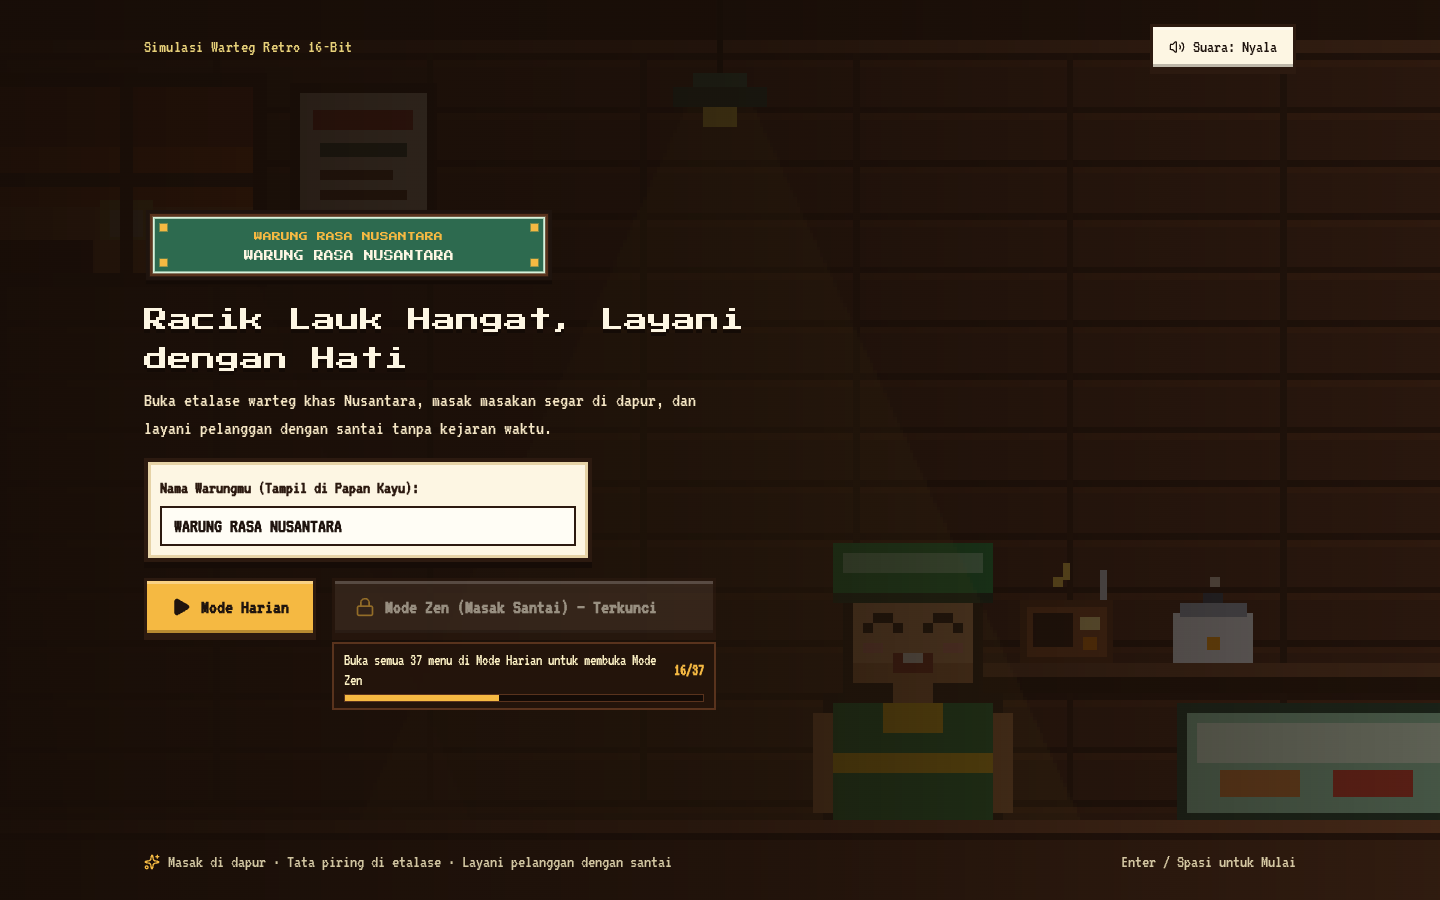 Simulasi Warteg Retro 16-Bit
Suara: Nyala
WARUNG RASA NUSANTARA
WARUNG RASA NUSANTARA
Racik Lauk Hangat, Layani
dengan Hati
Buka etalase warteg khas Nusantara, masak masakan segar di dapur, dan
layani pelanggan dengan santai tanpa kejaran waktu.
Nama Warungmu (Tampil di Papan Kayu):
WARUNG RASA NUSANTARA
Mode Harian
Mode Zen (Masak Santai) - Terkunci
Buka semua 37 menu di Mode Harian untuk membuka Mode
Zen
16/37
Masak di dapur · Tata piring di etalase · Layani pelanggan dengan santai
Enter / Spasi untuk Mulai